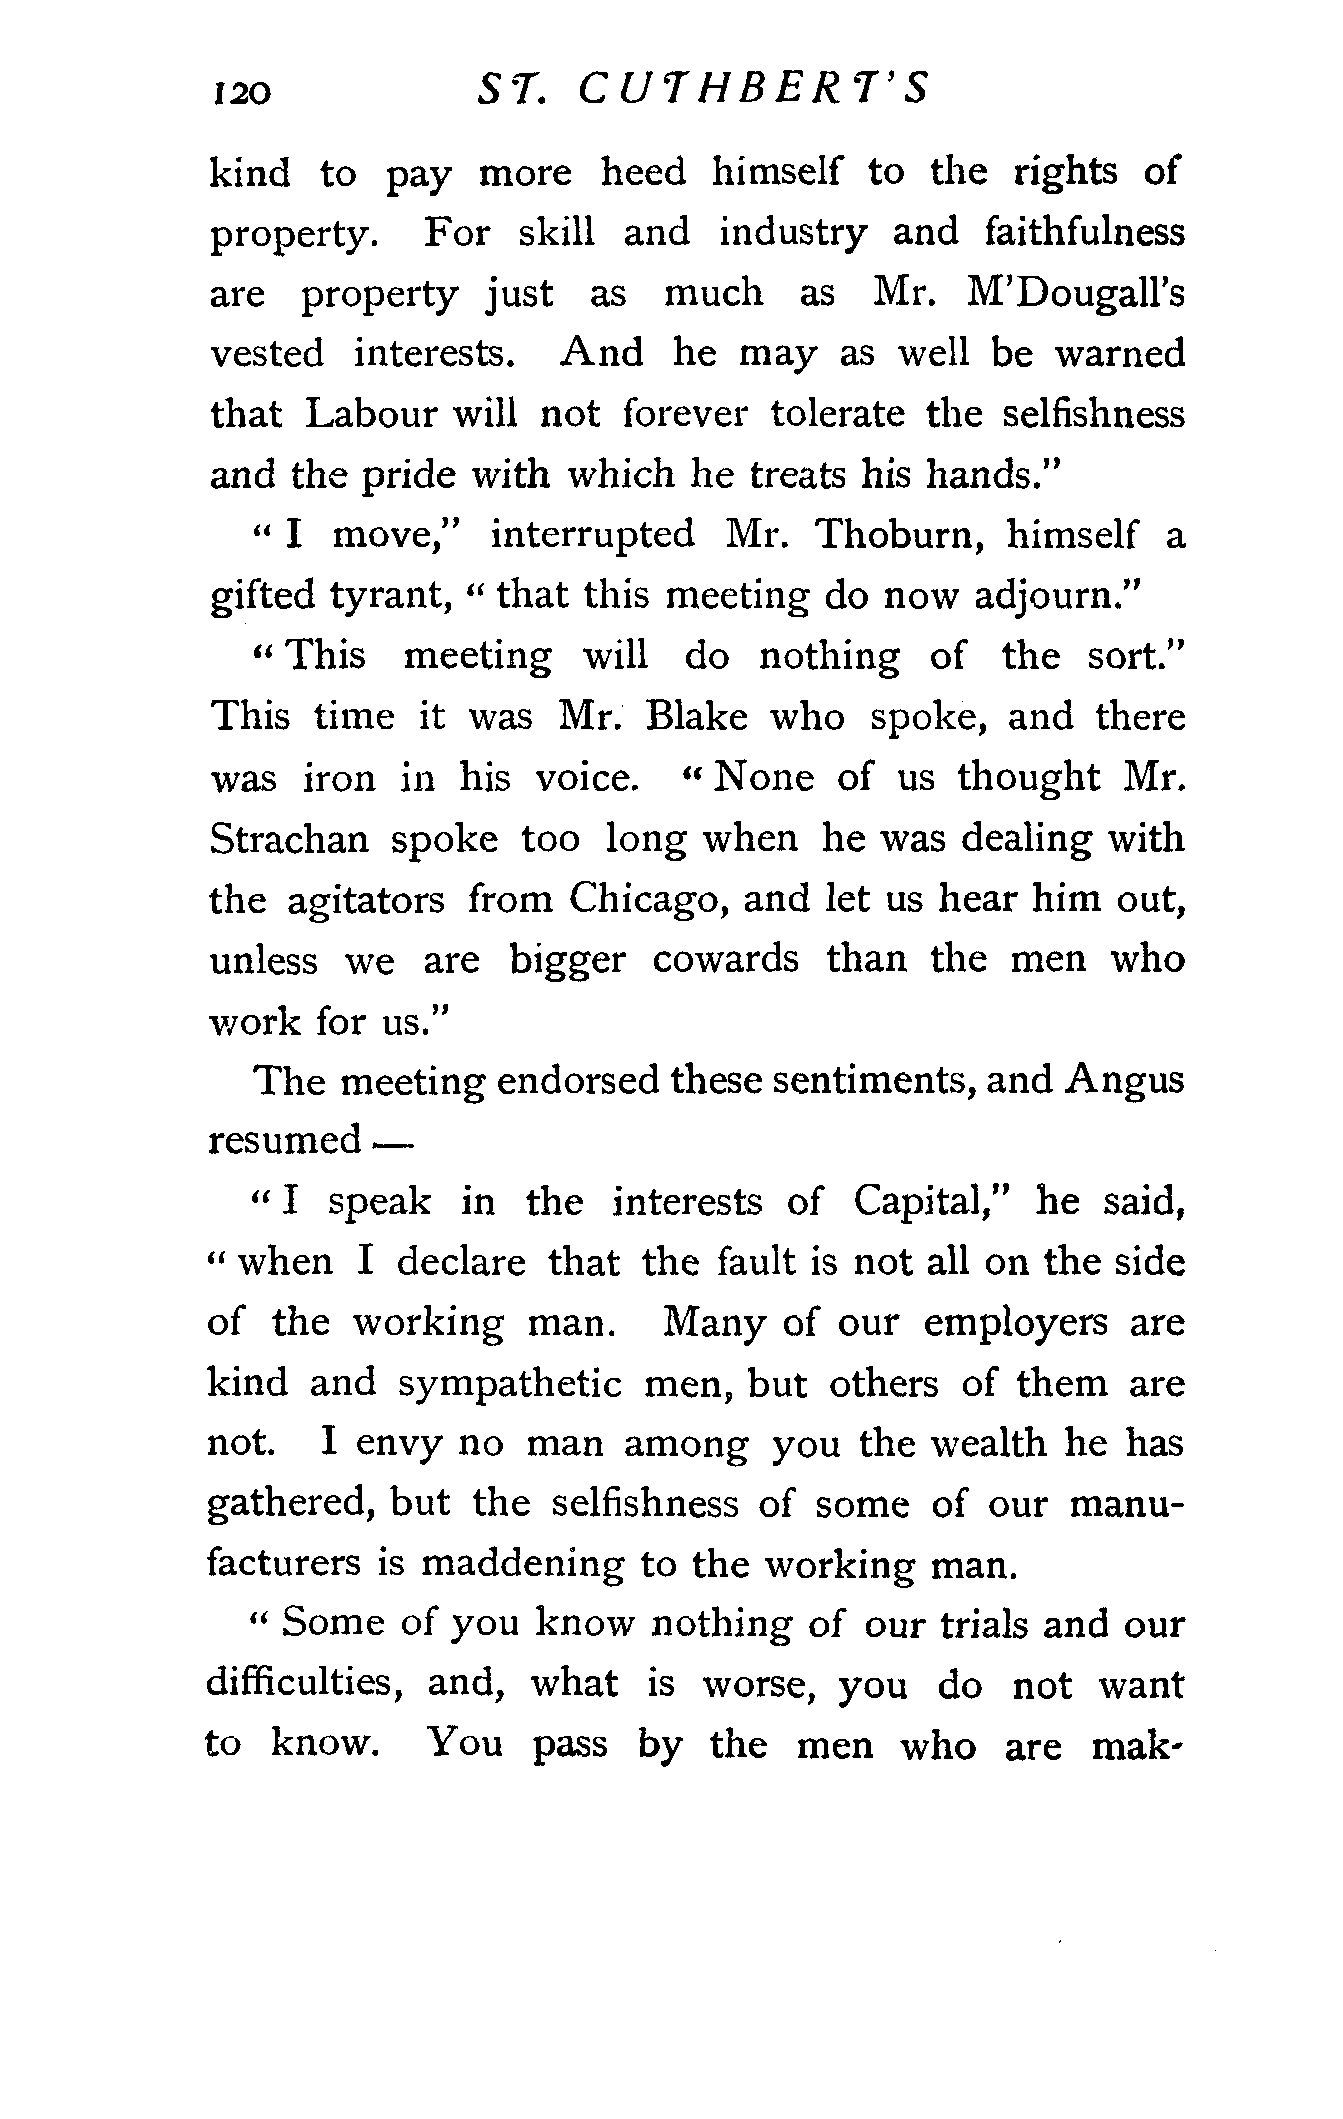 120 ST. CUTHBERT'S
kind to pay more heed himself to the rights of
property. For skill and industry and faithfulness
are property just as much as Mr. M'Dougall's
vested interests. And he may as well be warned
that Labour will not forever tolerate the selfishness
and the pride with which he treats his hands."
"I move," interrupted Mr. Thoburn, himself a
gifted tyrant, "that this meeting do now adjourn."
"This meeting will do nothing of the sort."
This time it was Mr. Blake who spoke, and there
was iron in his voice. "None of us thought Mr.
Strachan spoke too long when he was dealing with
the agitators from Chicago, and let us hear him out,
unless we are bigger cowards than the men who
work for us."
The meeting endorsed these sentiments, and Angus
resumed—
"I speak in the interests of Capital," he said,
"when I declare that the fault is not all on the side
of the working man. Many of our employers are
kind and sympathetic men, but others of them are
not. I envy no man among you the wealth he has
gathered, but the selfishness of some of our manu-
facturers is maddening to the working man.
"Some of you know nothing of our trials and our
difficulties, and, what is worse, you do not want
to know. You pass by the men who are mak-